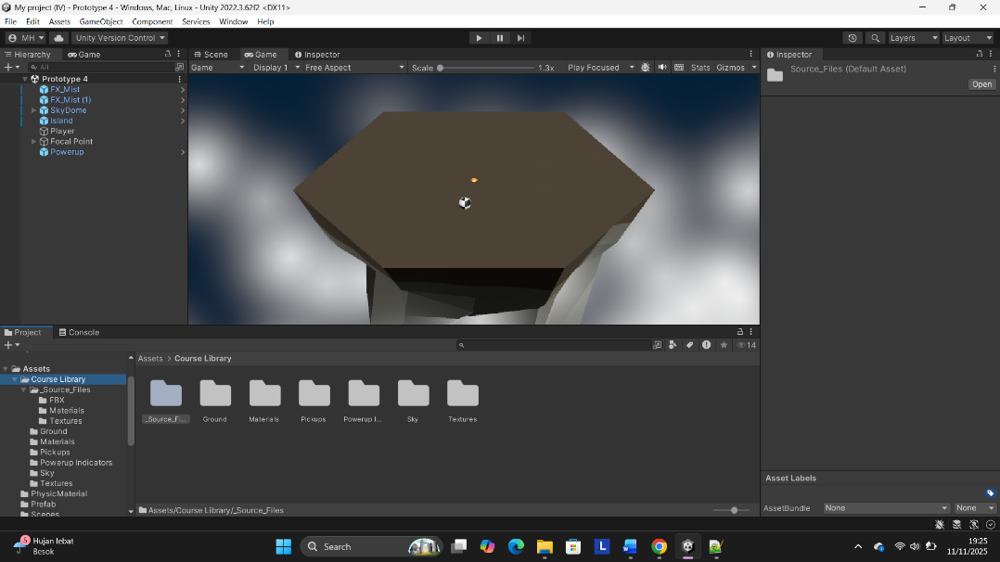 My project (IV) - Prototype 4 - Windows, Mac, Linux - Unity 2022.3.62f2 <DX11>
File Edit Assets GameObject Component Services Window Help
MH Unity Version Control Layers Layout
Hierarchy Game Scene Game Inspector Inspector
All Game Display 1 Free Aspect Scale 1.3x Play Focused Stats Gizmos
Source_Files (Default Asset)
Open
Prototype 4
FX_Mist
FX_Mist (1)
SkyDome
Island
Player
Focal Point
Powerup
Project Console
14
Assets > Course Library
Assets
Course Library
_Source_Files
FBX
Materials
Textures
Ground
Materials
Pickups
Powerup Indicators
Sky
Textures
PhysicMaterial
Prefab
Scenes
_Source_Fi... Ground Materials Pickups Powerup I... Sky Textures
Assets/Course Library/_Source_Files
Asset Labels
AssetBundle None None
5
Hujan lebat
Besok
Search
L
19:25
11/11/2025